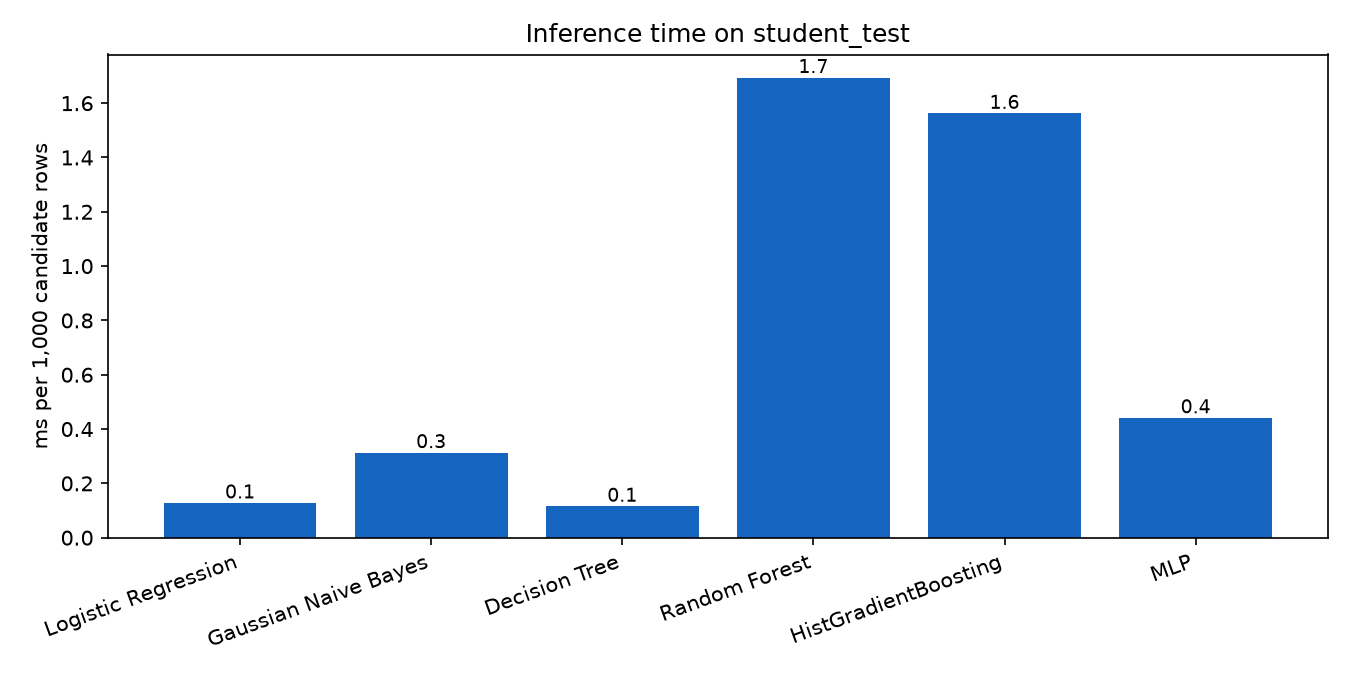 Inference time on student_test
ms per 1,000 candidate rows
1.6
1.4
1.2
1.0
0.8
0.6
0.4
0.2
0.0
0.1
0.3
0.1
1.7
1.6
0.4
Logistic Regression
Gaussian Naive Bayes
Decision Tree
Random Forest
HistGradientBoosting
MLP